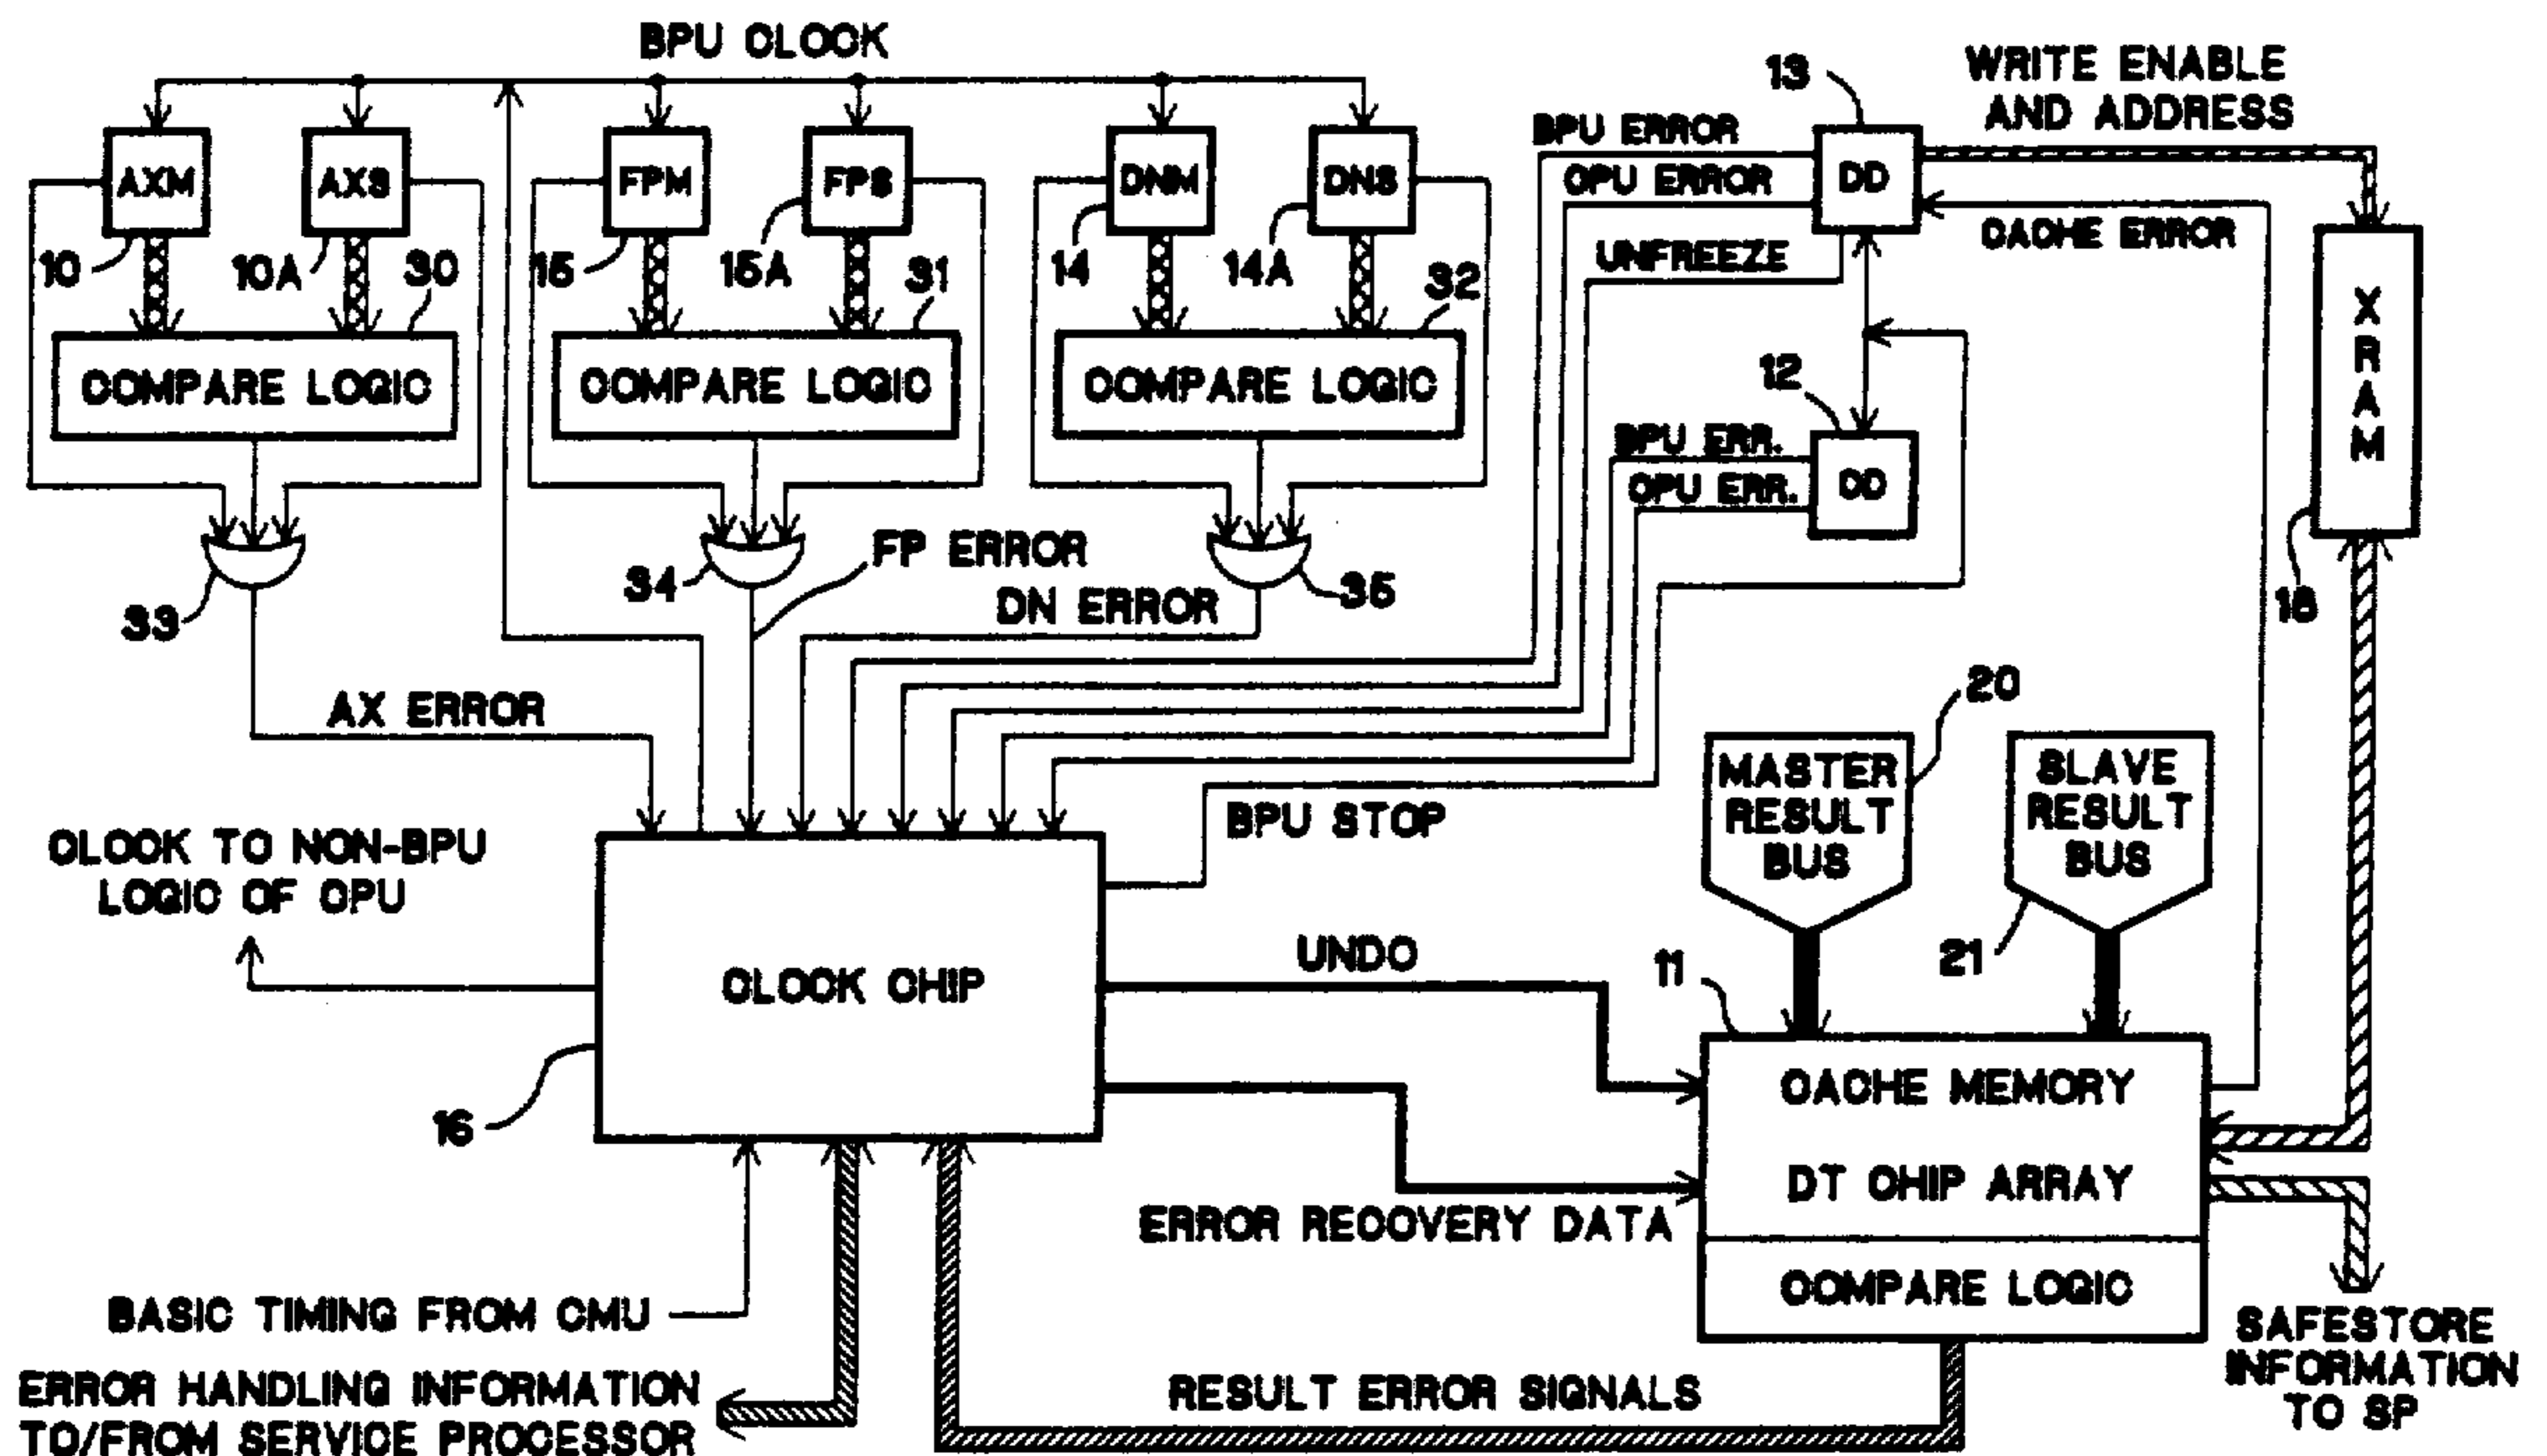 BPU CLOCK
13
WRITE ENABLE
AND ADDRESS
BPU ERROR
CPU ERROR
UNFREEZE
DD
CACHE ERROR
AXM
AXS
FPM
FPS
DNM
DNS
10
10A
30
15
15A
31
14
14A
32
XRAM
COMPARE LOGIC
COMPARE LOGIC
COMPARE LOGIC
12
BPU ERR.
CPU ERR.
33
34
FP ERROR
DN ERROR
35
18
AX ERROR
20
MASTER
RESULT
BUS
SLAVE
RESULT
BUS
21
BPU STOP
CLOCK TO NON-BPU
LOGIC OF CPU
CLOCK CHIP
16
UNDO
11
CACHE MEMORY
DT CHIP ARRAY
COMPARE LOGIC
ERROR RECOVERY DATA
BASIC TIMING FROM CMU
ERROR HANDLING INFORMATION
TO/FROM SERVICE PROCESSOR
RESULT ERROR SIGNALS
SAFESTORE
INFORMATION
TO SP